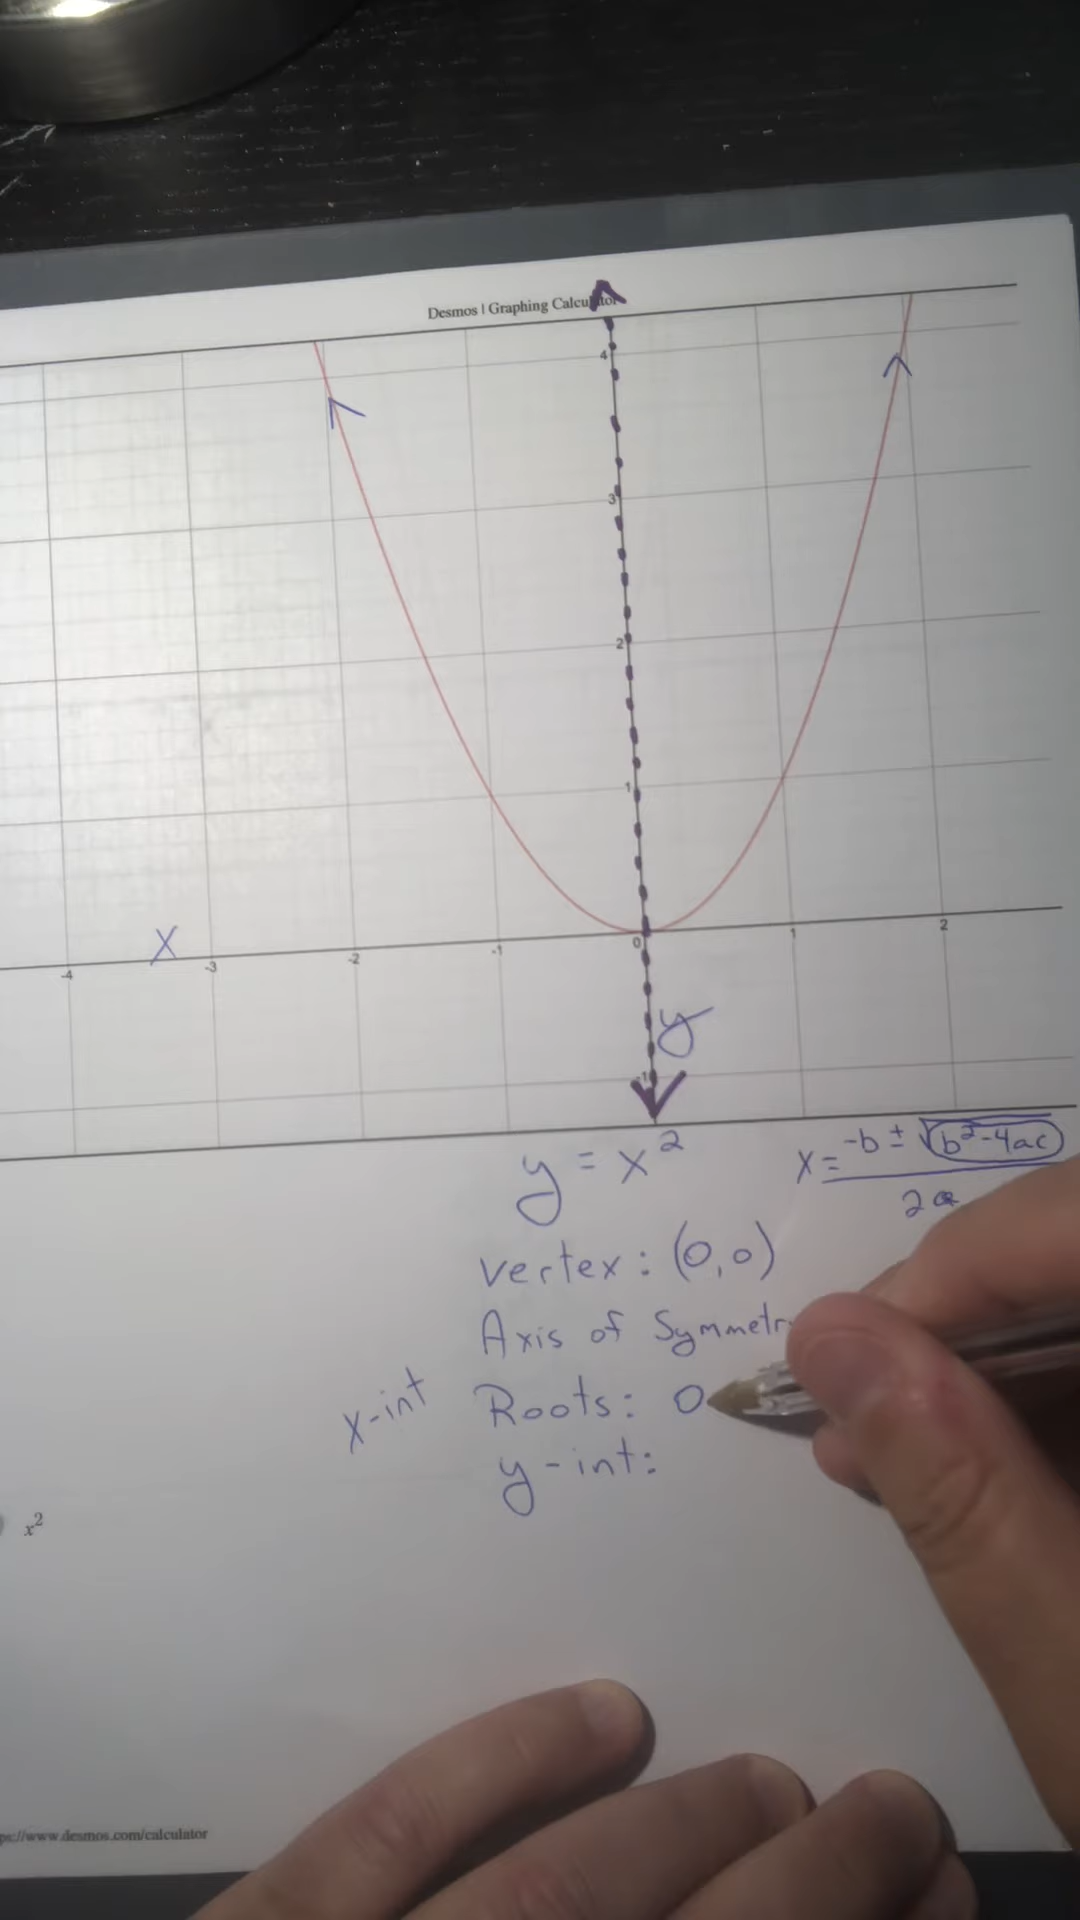 Desmos | Graphing Calculator
4
3
2
1
X
-4 -3 -2 -1 0 1 2
y
-1
y = x²
x = -b ± √b²-4ac
2a
Vertex: (0,0)
Axis of Symmetr
x-int Roots: 0
y-int:
x²
ps://www.desmos.com/calculator